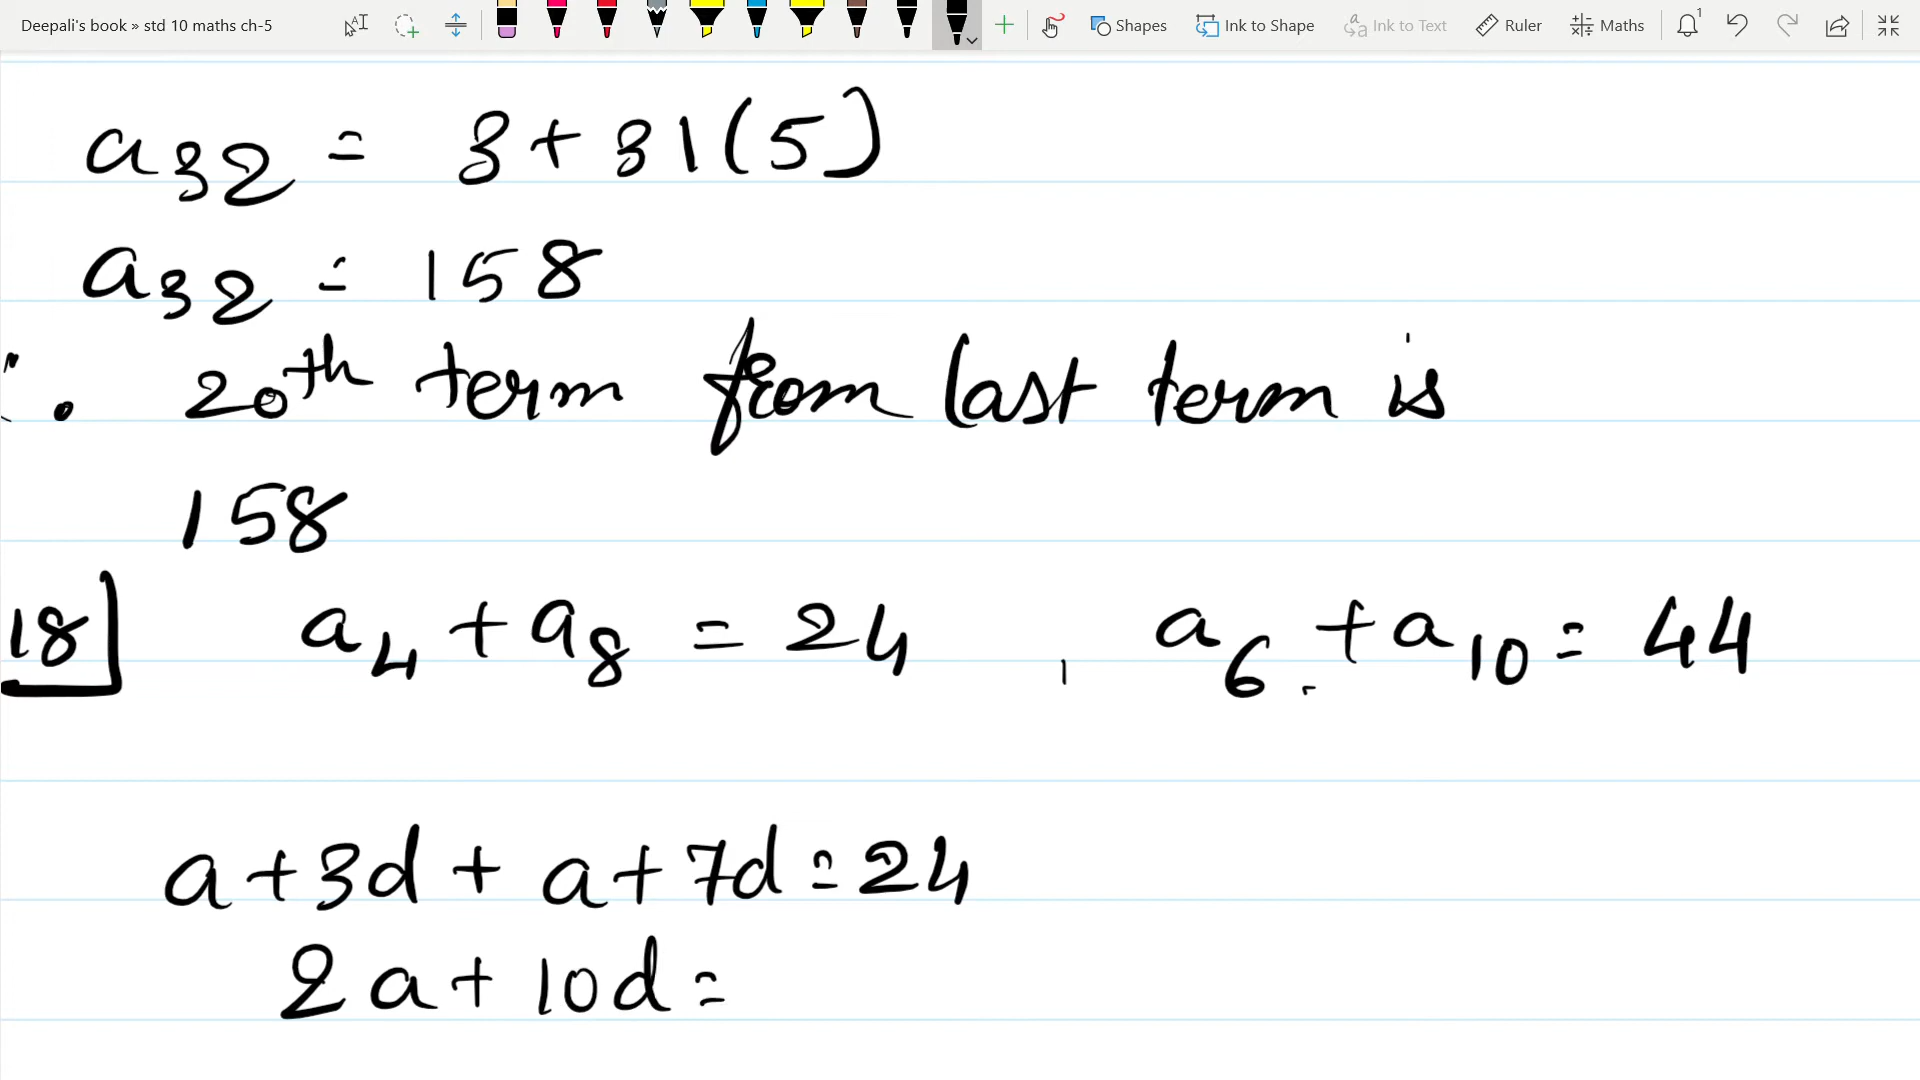 Deepali's book » std 10 maths ch-5 Shapes Ink to Shape Ink to Text Ruler Maths 1
a₃₂ = 3 + 31(5)
a₃₂ = 158
∴ 20th term from last term is
158
18] a₄ + a₈ = 24 , a₆ + a₁₀ = 44
a + 3d + a + 7d = 24
2a + 10d =